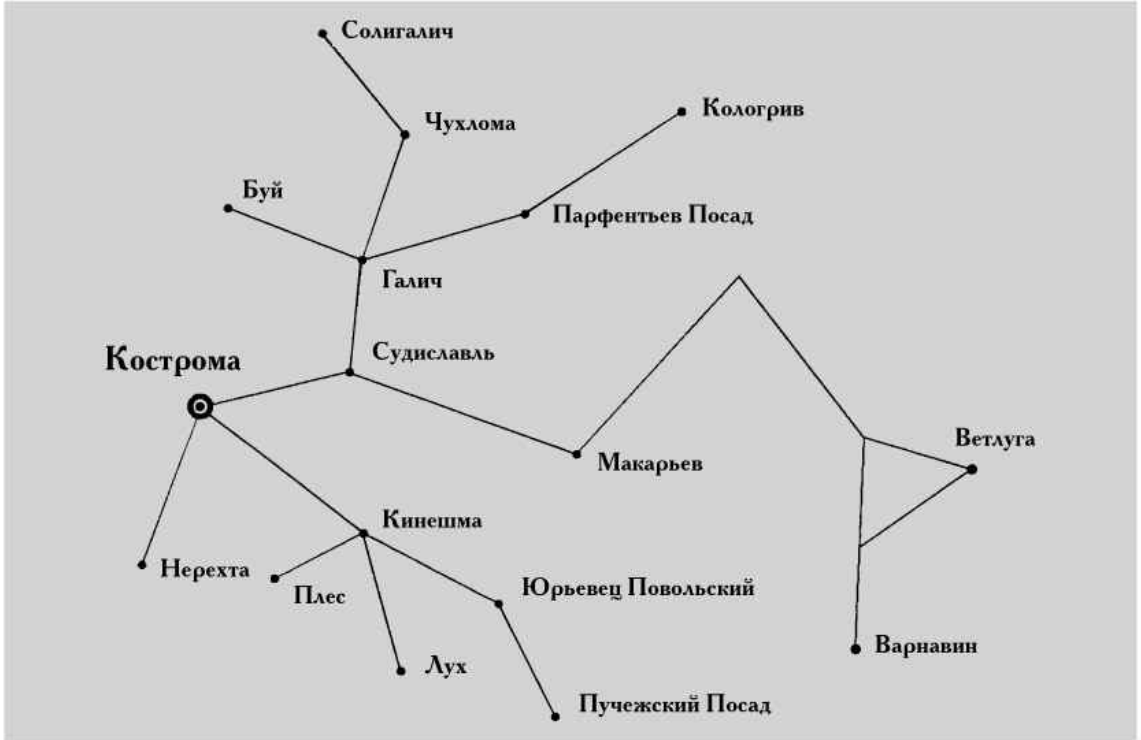 Солигалич
Кологрив
Чухлома
Буй
Парфентьев Посад
Галич
Судиславль
Кострома
Ветлуга
Макарьев
Кинешма
Нерехта
Юрьевец Повольский
Плес
Варнавин
Лух
Пучежский Посад